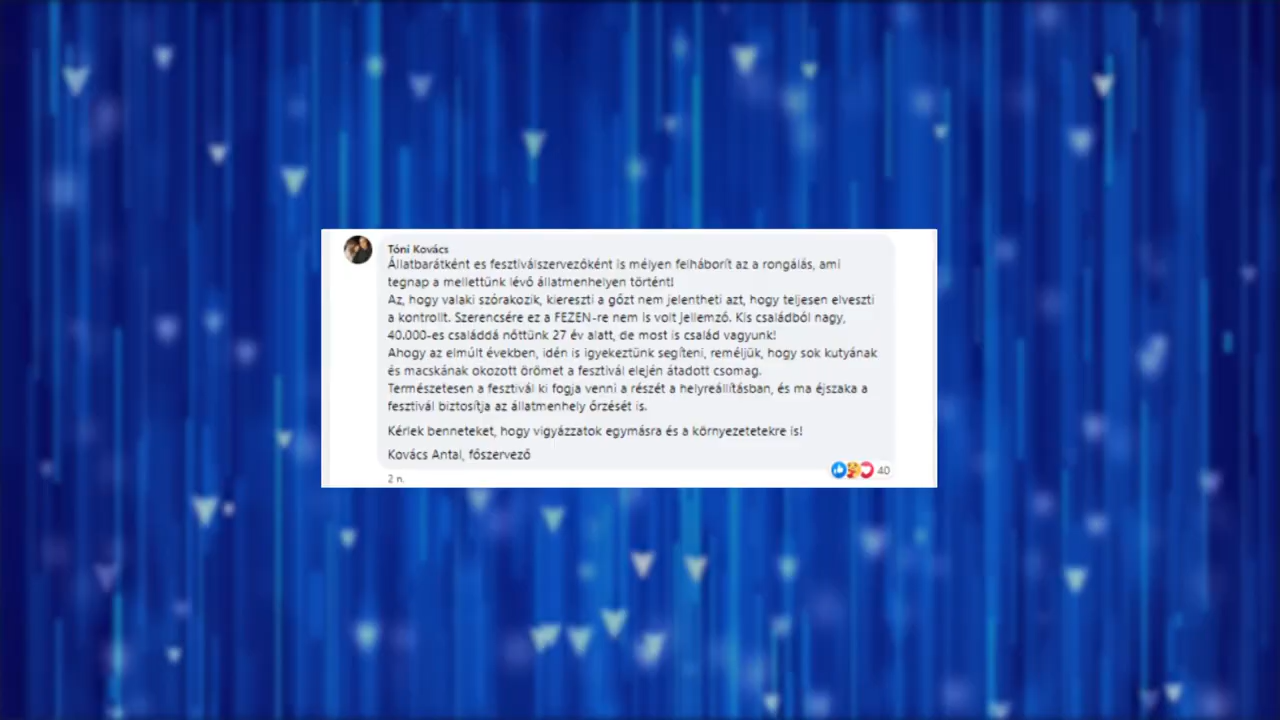 Tóni Kovács
Állatbarátként es fesztiválszervezőként is mélyen felháborít az a rongálás, ami
tegnap a mellettünk lévő állatmenhelyen történt!
Az, hogy valaki szórakozik, kiereszti a gőzt nem jelentheti azt, hogy teljesen elveszti
a kontrollt. Szerencsére ez a FEZEN-re nem is volt jellemző. Kis családból nagy,
40.000-es családdá nőttünk 27 év alatt, de most is család vagyunk!
Ahogy az elmúlt években, idén is igyekeztünk segíteni, reméljük, hogy sok kutyának
és macskának okozott örömet a fesztivál elején átadott csomag.
Természetesen a fesztivál ki fogja venni a részét a helyreállításban, és ma éjszaka a
fesztivál biztosítja az állatmenhely őrzését is.
Kérlek benneteket, hogy vigyázzatok egymásra és a környezetetekre is!
Kovács Antal, főszervező
2 n.
40